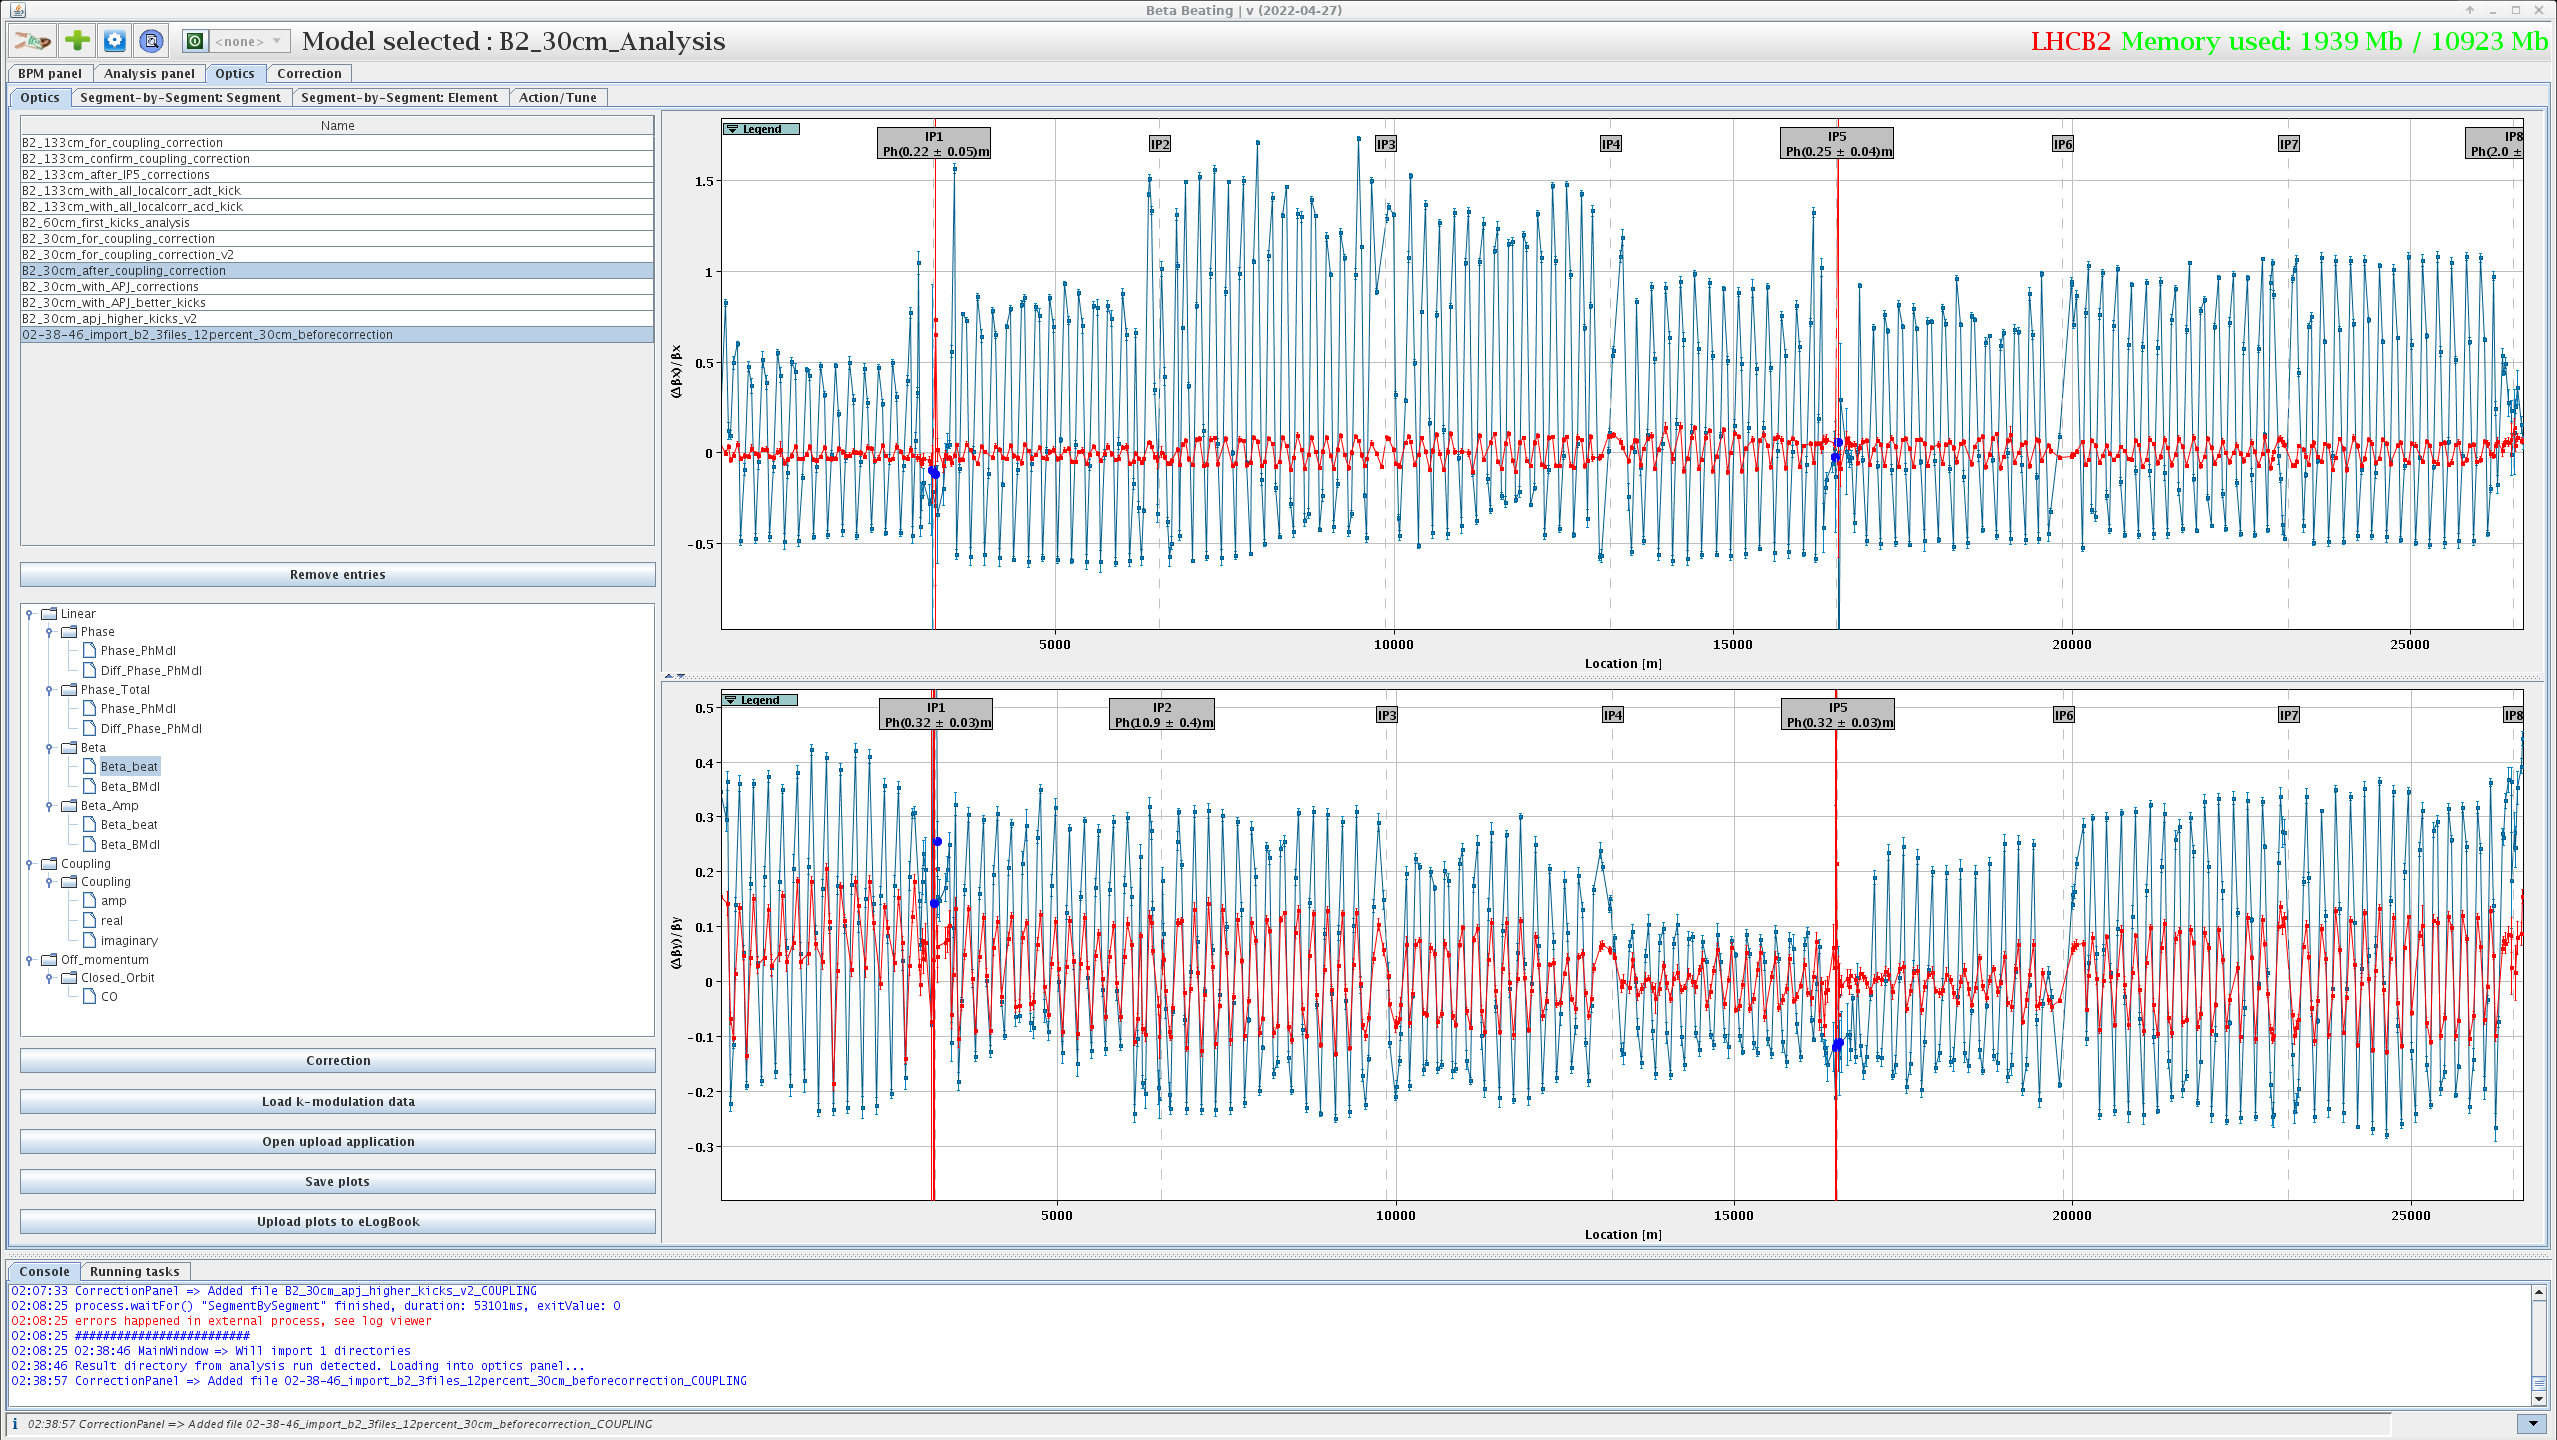 Beta Beating | v (2022-04-27)
<none>
Model selected : B2_30cm_Analysis
LHCB2 Memory used: 1939 Mb / 10923 Mb
BPM panel
Analysis panel
Optics
Correction
Optics
Segment-by-Segment: Segment
Segment-by-Segment: Element
Action/Tune
Name
B2_133cm_for_coupling_correction
B2_133cm_confirm_coupling_correction
B2_133cm_after_IP5_corrections
B2_133cm_with_all_localcorr_adt_kick
B2_133cm_with_all_localcorr_acd_kick
B2_60cm_first_kicks_analysis
B2_30cm_for_coupling_correction
B2_30cm_for_coupling_correction_v2
B2_30cm_after_coupling_correction
B2_30cm_with_APJ_corrections
B2_30cm_with_APJ_better_kicks
B2_30cm_apj_higher_kicks_v2
02-38-46_import_b2_3files_12percent_30cm_beforecorrection
Remove entries
Linear
Phase
Phase_PhMdl
Diff_Phase_PhMdl
Phase_Total
Phase_PhMdl
Diff_Phase_PhMdl
Beta
Beta_beat
Beta_BMdl
Beta_Amp
Beta_beat
Beta_BMdl
Coupling
Coupling
amp
real
imaginary
Off_momentum
Closed_Orbit
CO
Correction
Load k-modulation data
Open upload application
Save plots
Upload plots to eLogBook
Legend
IP1
Ph(0.22 ± 0.05)m
IP2
IP3
IP4
IP5
Ph(0.25 ± 0.04)m
IP6
IP7
IP8
Ph(2.0 ±
(Δβx)/βx
1.5
1
0.5
0
-0.5
5000
10000
15000
20000
25000
Location [m]
Legend
IP1
Ph(0.32 ± 0.03)m
IP2
Ph(10.9 ± 0.4)m
IP3
IP4
IP5
Ph(0.32 ± 0.03)m
IP6
IP7
IP8
(Δβy)/βy
0.5
0.4
0.3
0.2
0.1
0
-0.1
-0.2
-0.3
5000
10000
15000
20000
25000
Location [m]
Console
Running tasks
02:07:33 CorrectionPanel => Added file B2_30cm_apj_higher_kicks_v2_COUPLING
02:08:25 process.waitFor() "SegmentBySegment" finished, duration: 53101ms, exitValue: 0
02:08:25 errors happened in external process, see log viewer
02:08:25 #########################
02:08:25 02:38:46 MainWindow => Will import 1 directories
02:38:46 Result directory from analysis run detected. Loading into optics panel...
02:38:57 CorrectionPanel => Added file 02-38-46_import_b2_3files_12percent_30cm_beforecorrection_COUPLING
02:38:57 CorrectionPanel => Added file 02-38-46_import_b2_3files_12percent_30cm_beforecorrection_COUPLING